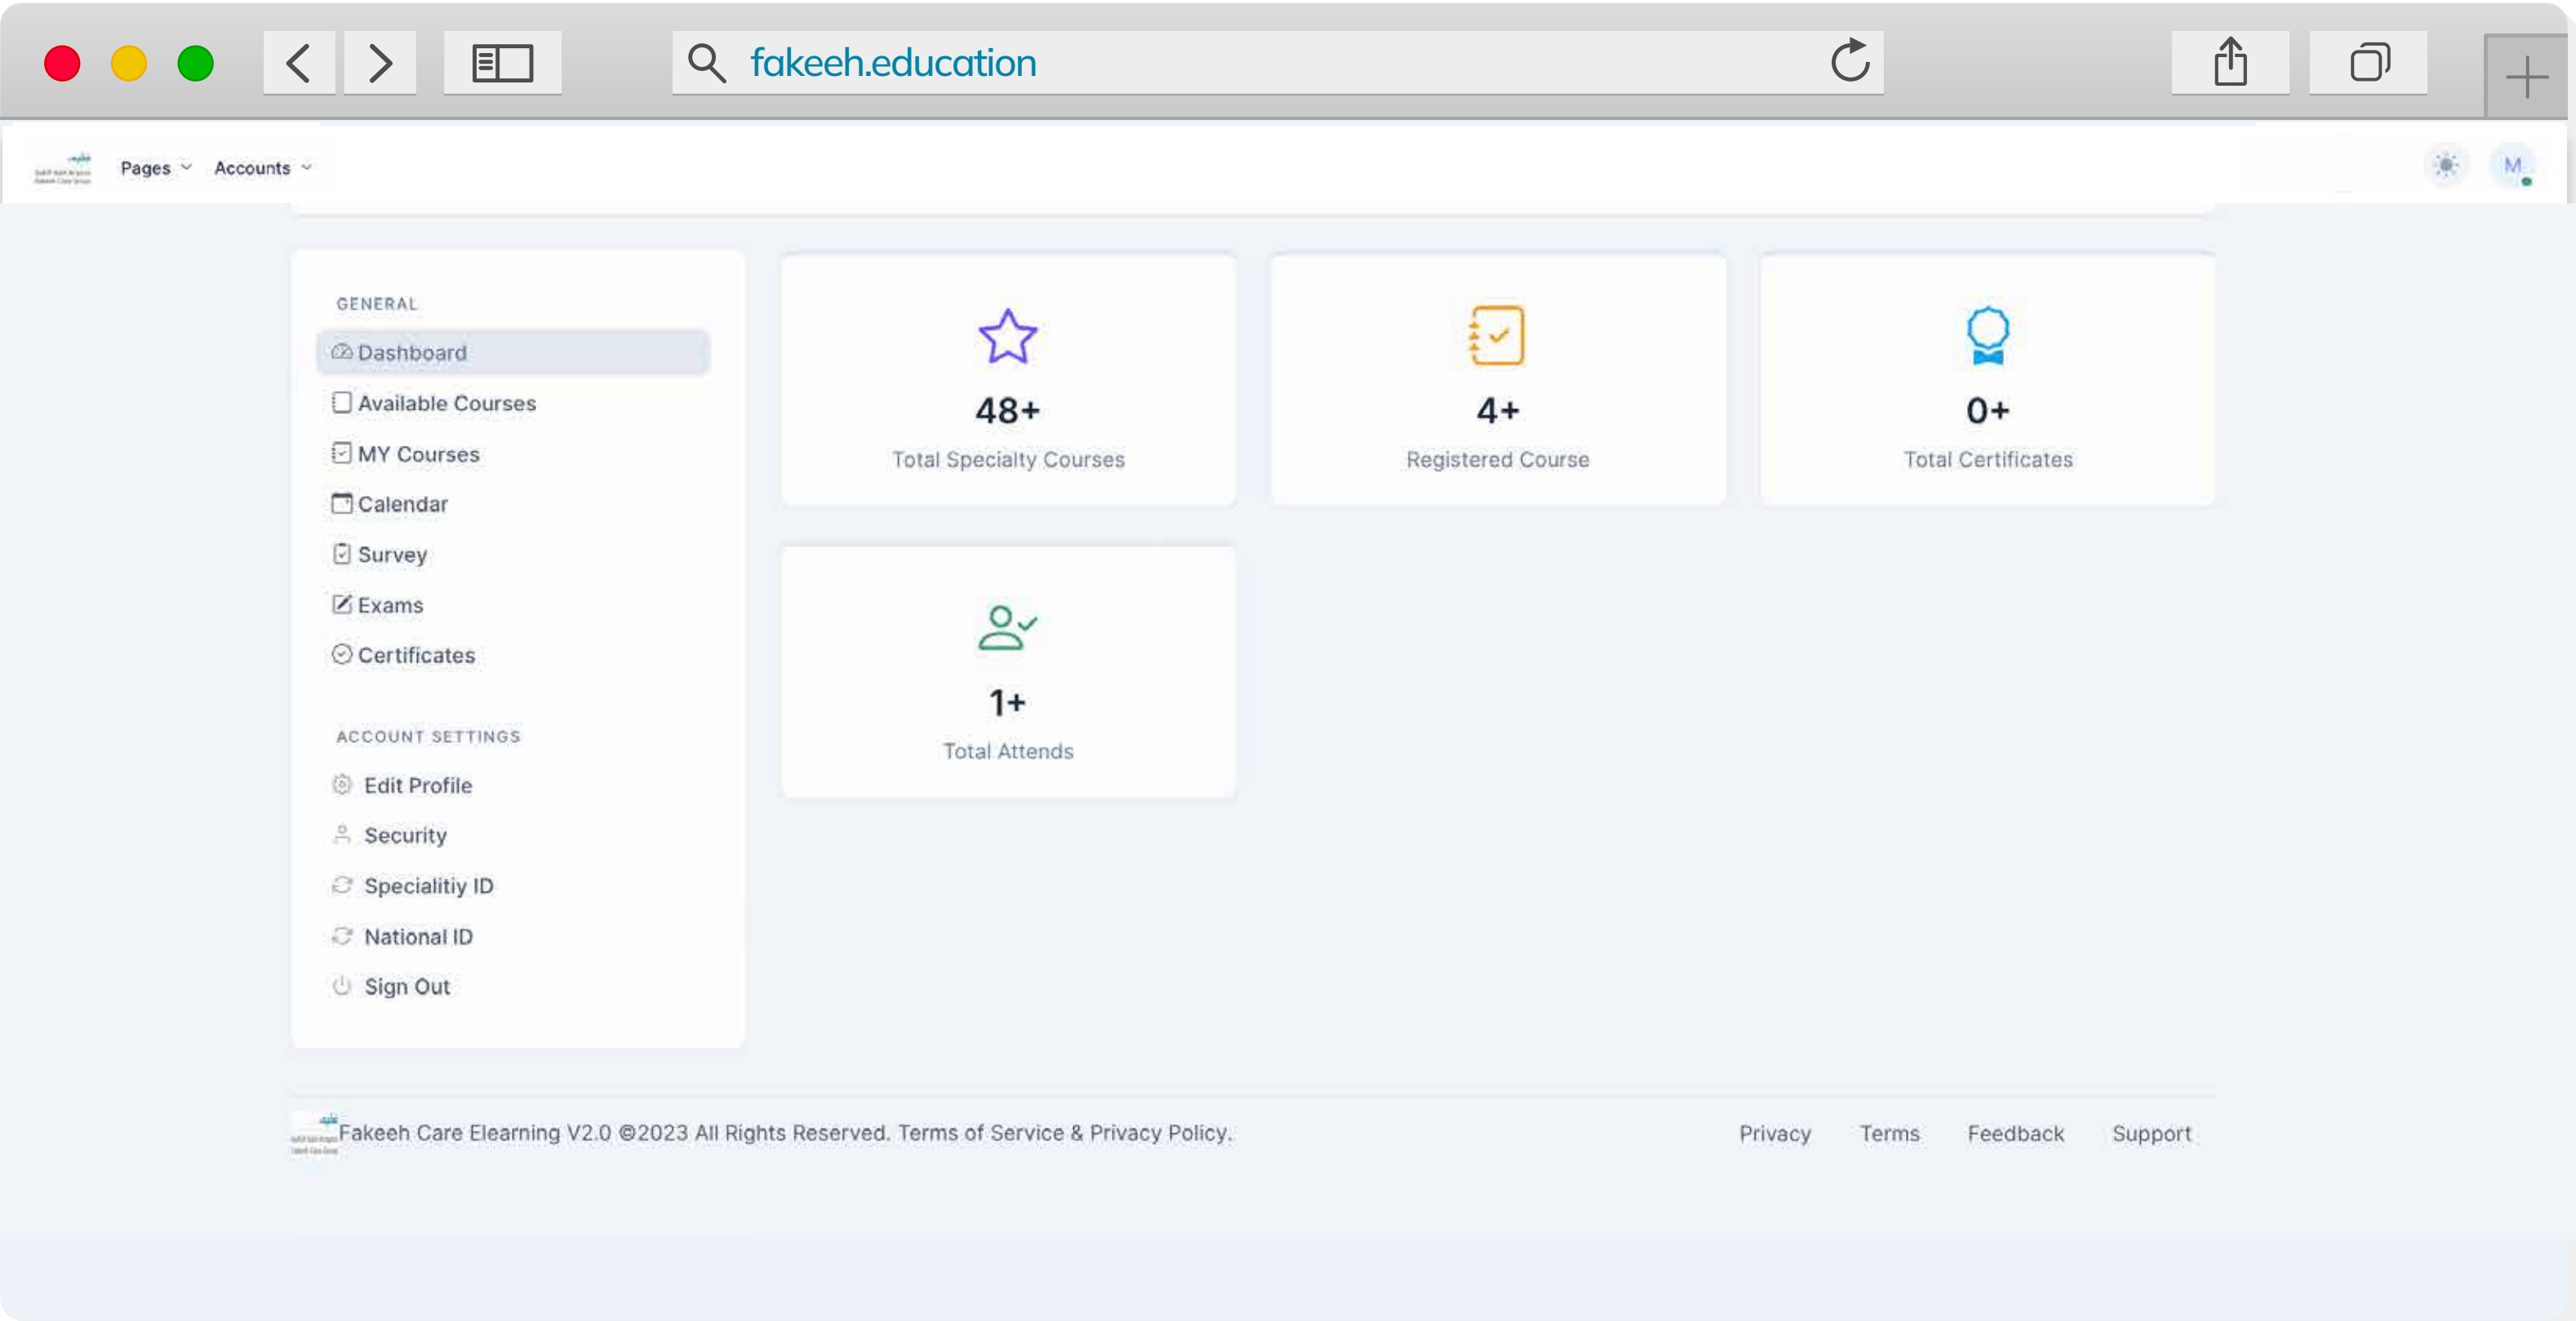 fakeeh.education
Pages Accounts
M
GENERAL
Dashboard
Available Courses
MY Courses
Calendar
Survey
Exams
Certificates
ACCOUNT SETTINGS
Edit Profile
Security
Specialitiy ID
National ID
Sign Out
48+
Total Specialty Courses
4+
Registered Course
0+
Total Certificates
1+
Total Attends
Fakeeh Care Elearning V2.0 ©2023 All Rights Reserved. Terms of Service & Privacy Policy.
Privacy Terms Feedback Support